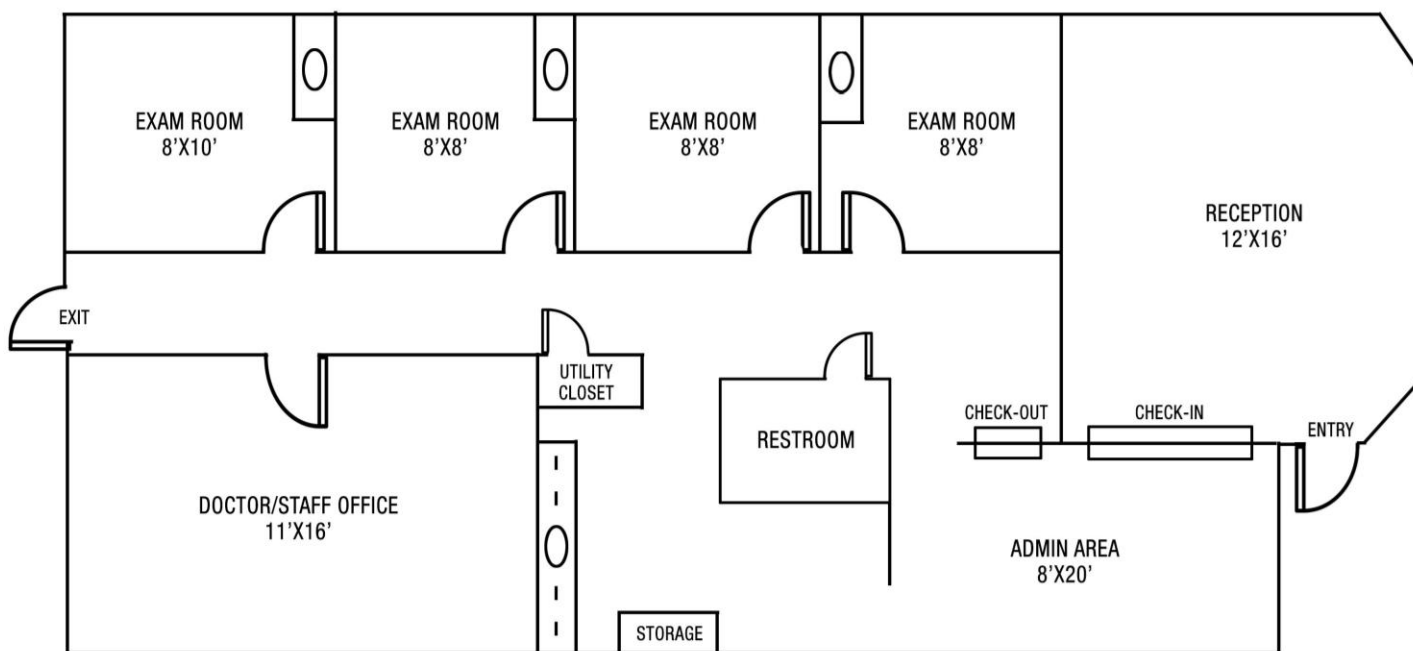 EXAM ROOM
8’X10’
EXAM ROOM
8’X8’
EXAM ROOM
8’X8’
EXAM ROOM
8’X8’
RECEPTION
12’X16’
EXIT
UTILITY
CLOSET
RESTROOM
CHECK-OUT
CHECK-IN
ENTRY
DOCTOR/STAFF OFFICE
11’X16’
ADMIN AREA
8’X20’
STORAGE